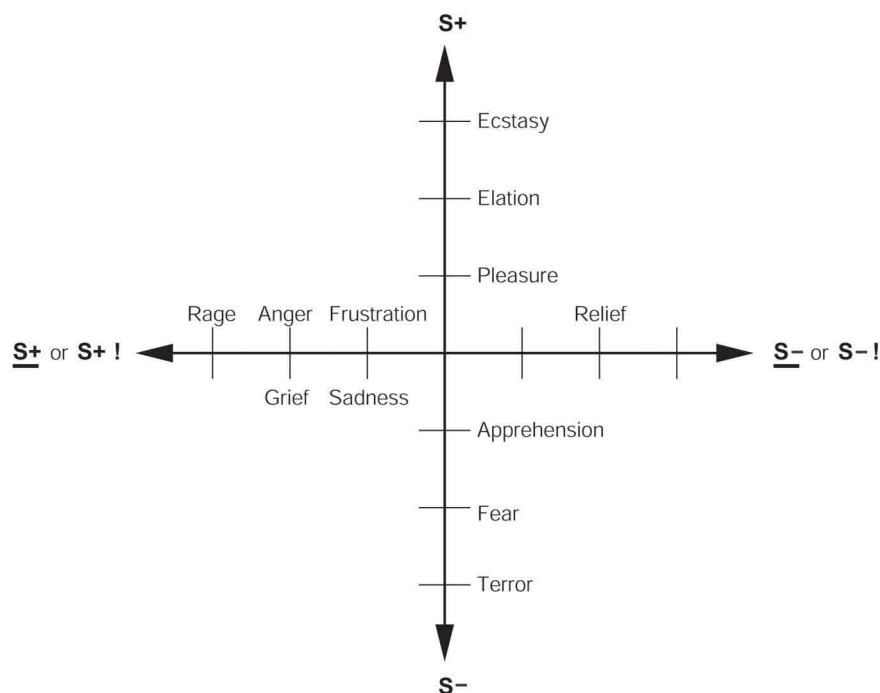 S+
Ecstasy
Elation
Pleasure
Rage Anger Frustration Relief
S+ or S+ ! S− or S− !
Grief Sadness
Apprehension
Fear
Terror
S−